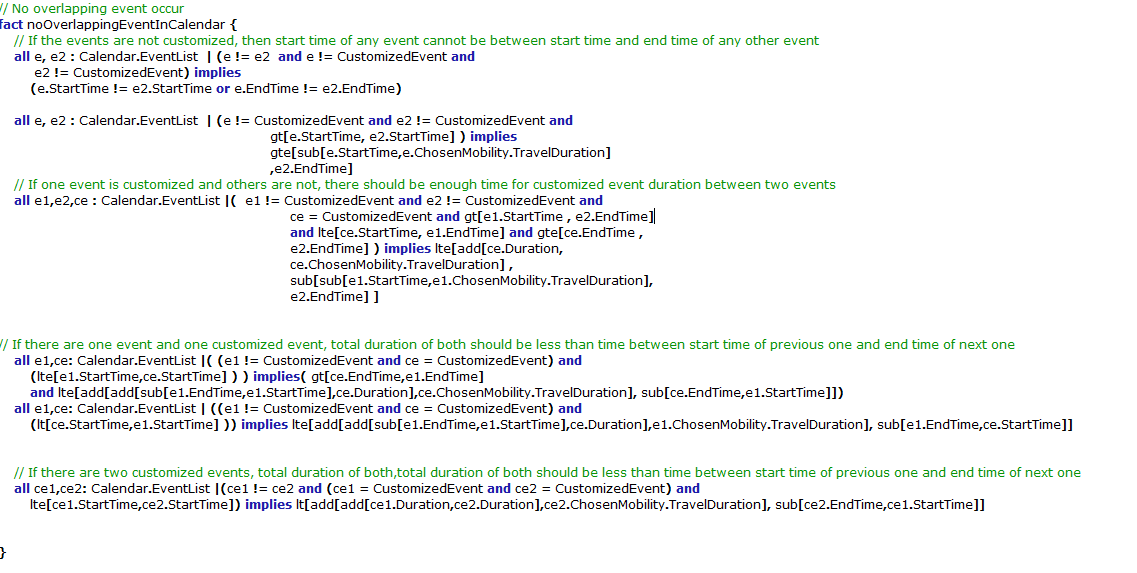 // No overlapping event occur
fact noOverlappingEventInCalendar {
// If the events are not customized, then start time of any event cannot be between start time and end time of any other event
all e, e2 : Calendar.EventList | (e != e2 and e != CustomizedEvent and
e2 != CustomizedEvent) implies
(e.StartTime != e2.StartTime or e.EndTime != e2.EndTime)
all e, e2 : Calendar.EventList | (e != CustomizedEvent and e2 != CustomizedEvent and
gt[e.StartTime, e2.StartTime] ) implies
gte[sub[e.StartTime,e.ChosenMobility.TravelDuration]
,e2.EndTime]
// If one event is customized and others are not, there should be enough time for customized event duration between two events
all e1,e2,ce : Calendar.EventList |( e1 != CustomizedEvent and e2 != CustomizedEvent and
ce = CustomizedEvent and gt[e1.StartTime , e2.EndTime]
and lte[ce.StartTime, e1.EndTime] and gte[ce.EndTime ,
e2.EndTime] ) implies lte[add[ce.Duration,
ce.ChosenMobility.TravelDuration] ,
sub[sub[e1.StartTime,e1.ChosenMobility.TravelDuration],
e2.EndTime] ]
// If there are one event and one customized event, total duration of both should be less than time between start time of previous one and end time of next one
all e1,ce: Calendar.EventList |( (e1 != CustomizedEvent and ce = CustomizedEvent) and
(lte[e1.StartTime,ce.StartTime] ) ) implies( gt[ce.EndTime,e1.EndTime]
and lte[add[add[sub[e1.EndTime,e1.StartTime],ce.Duration],ce.ChosenMobility.TravelDuration], sub[ce.EndTime,e1.StartTime]])
all e1,ce: Calendar.EventList | ((e1 != CustomizedEvent and ce = CustomizedEvent) and
(lt[ce.StartTime,e1.StartTime] )) implies lte[add[add[sub[e1.EndTime,e1.StartTime],ce.Duration],e1.ChosenMobility.TravelDuration], sub[e1.EndTime,ce.StartTime]]
// If there are two customized events, total duration of both,total duration of both should be less than time between start time of previous one and end time of next one
all ce1,ce2: Calendar.EventList |(ce1 != ce2 and (ce1 = CustomizedEvent and ce2 = CustomizedEvent) and
lte[ce1.StartTime,ce2.StartTime]) implies lt[add[add[ce1.Duration,ce2.Duration],ce2.ChosenMobility.TravelDuration], sub[ce2.EndTime,ce1.StartTime]]
}